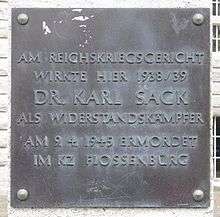 AM REICHSKRIEGSGERICHT
WIRKTE HIER 1938/39
DR. KARL SACK
ALS WIDERSTANDSKÄMPFER
AM 9.4.1945 ERMORDET
IM KZ FLOSSENBÜRG